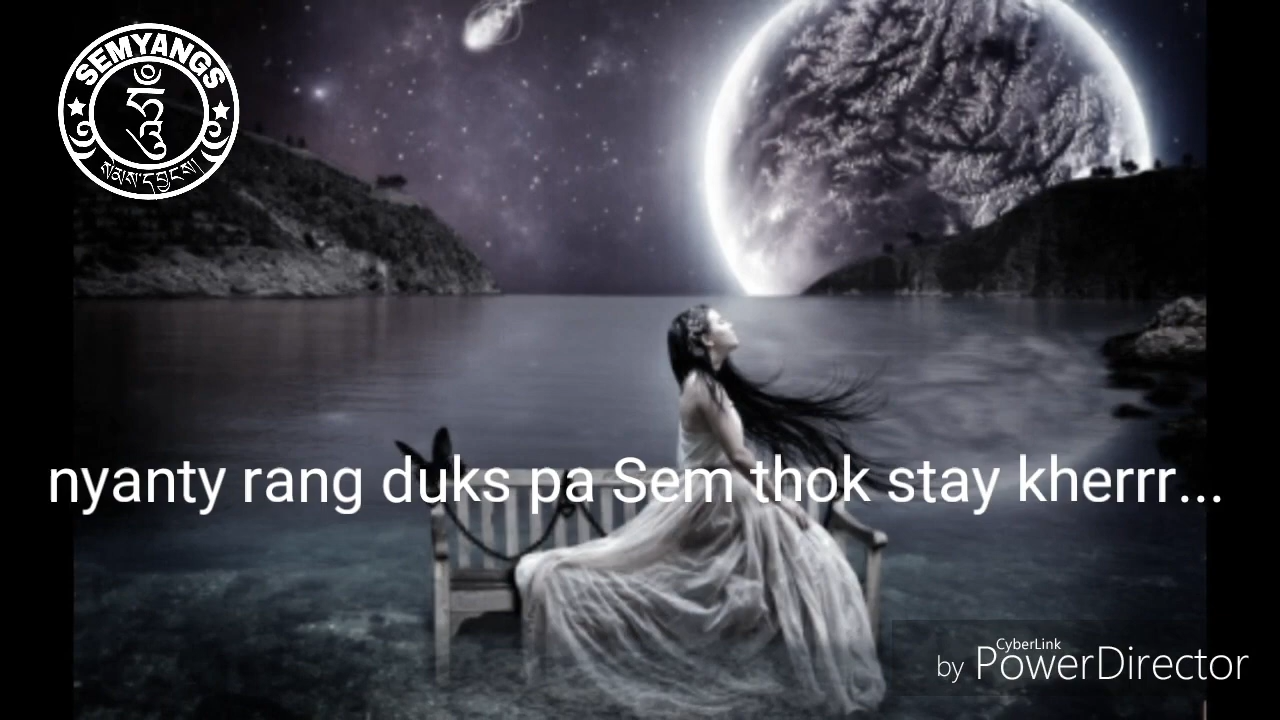 SEMYANGS
nyanty rang duks pa Sem thok stay kherrr...
CyberLink
by PowerDirector